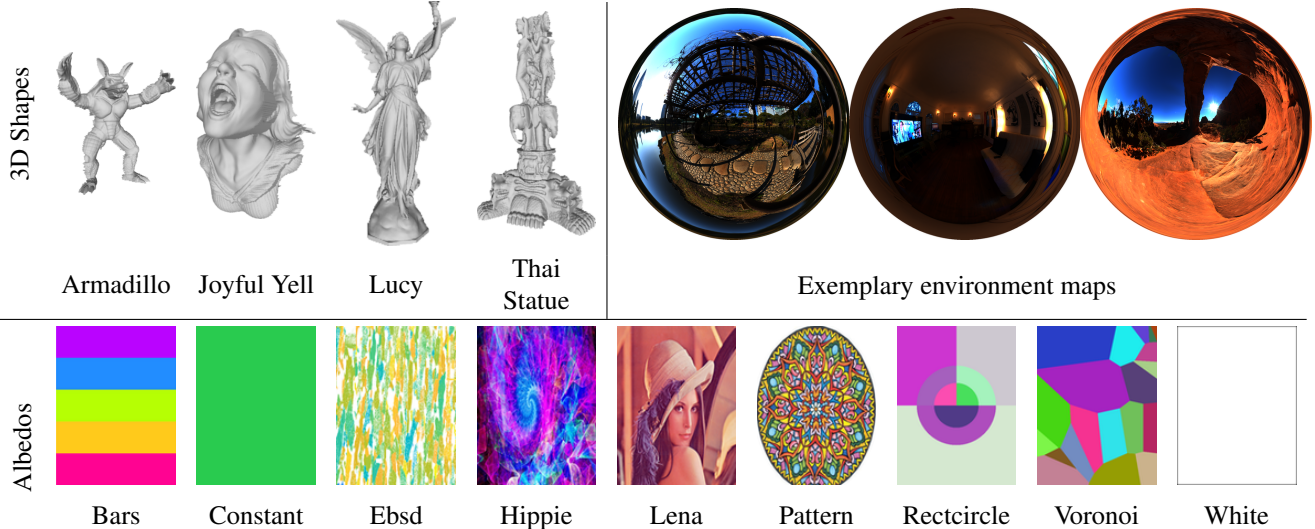 3D Shapes
Armadillo
Joyful Yell
Lucy
Thai
Statue
Exemplary environment maps
Albedos
Bars
Constant
Ebsd
Hippie
Lena
Pattern
Rectcircle
Voronoi
White